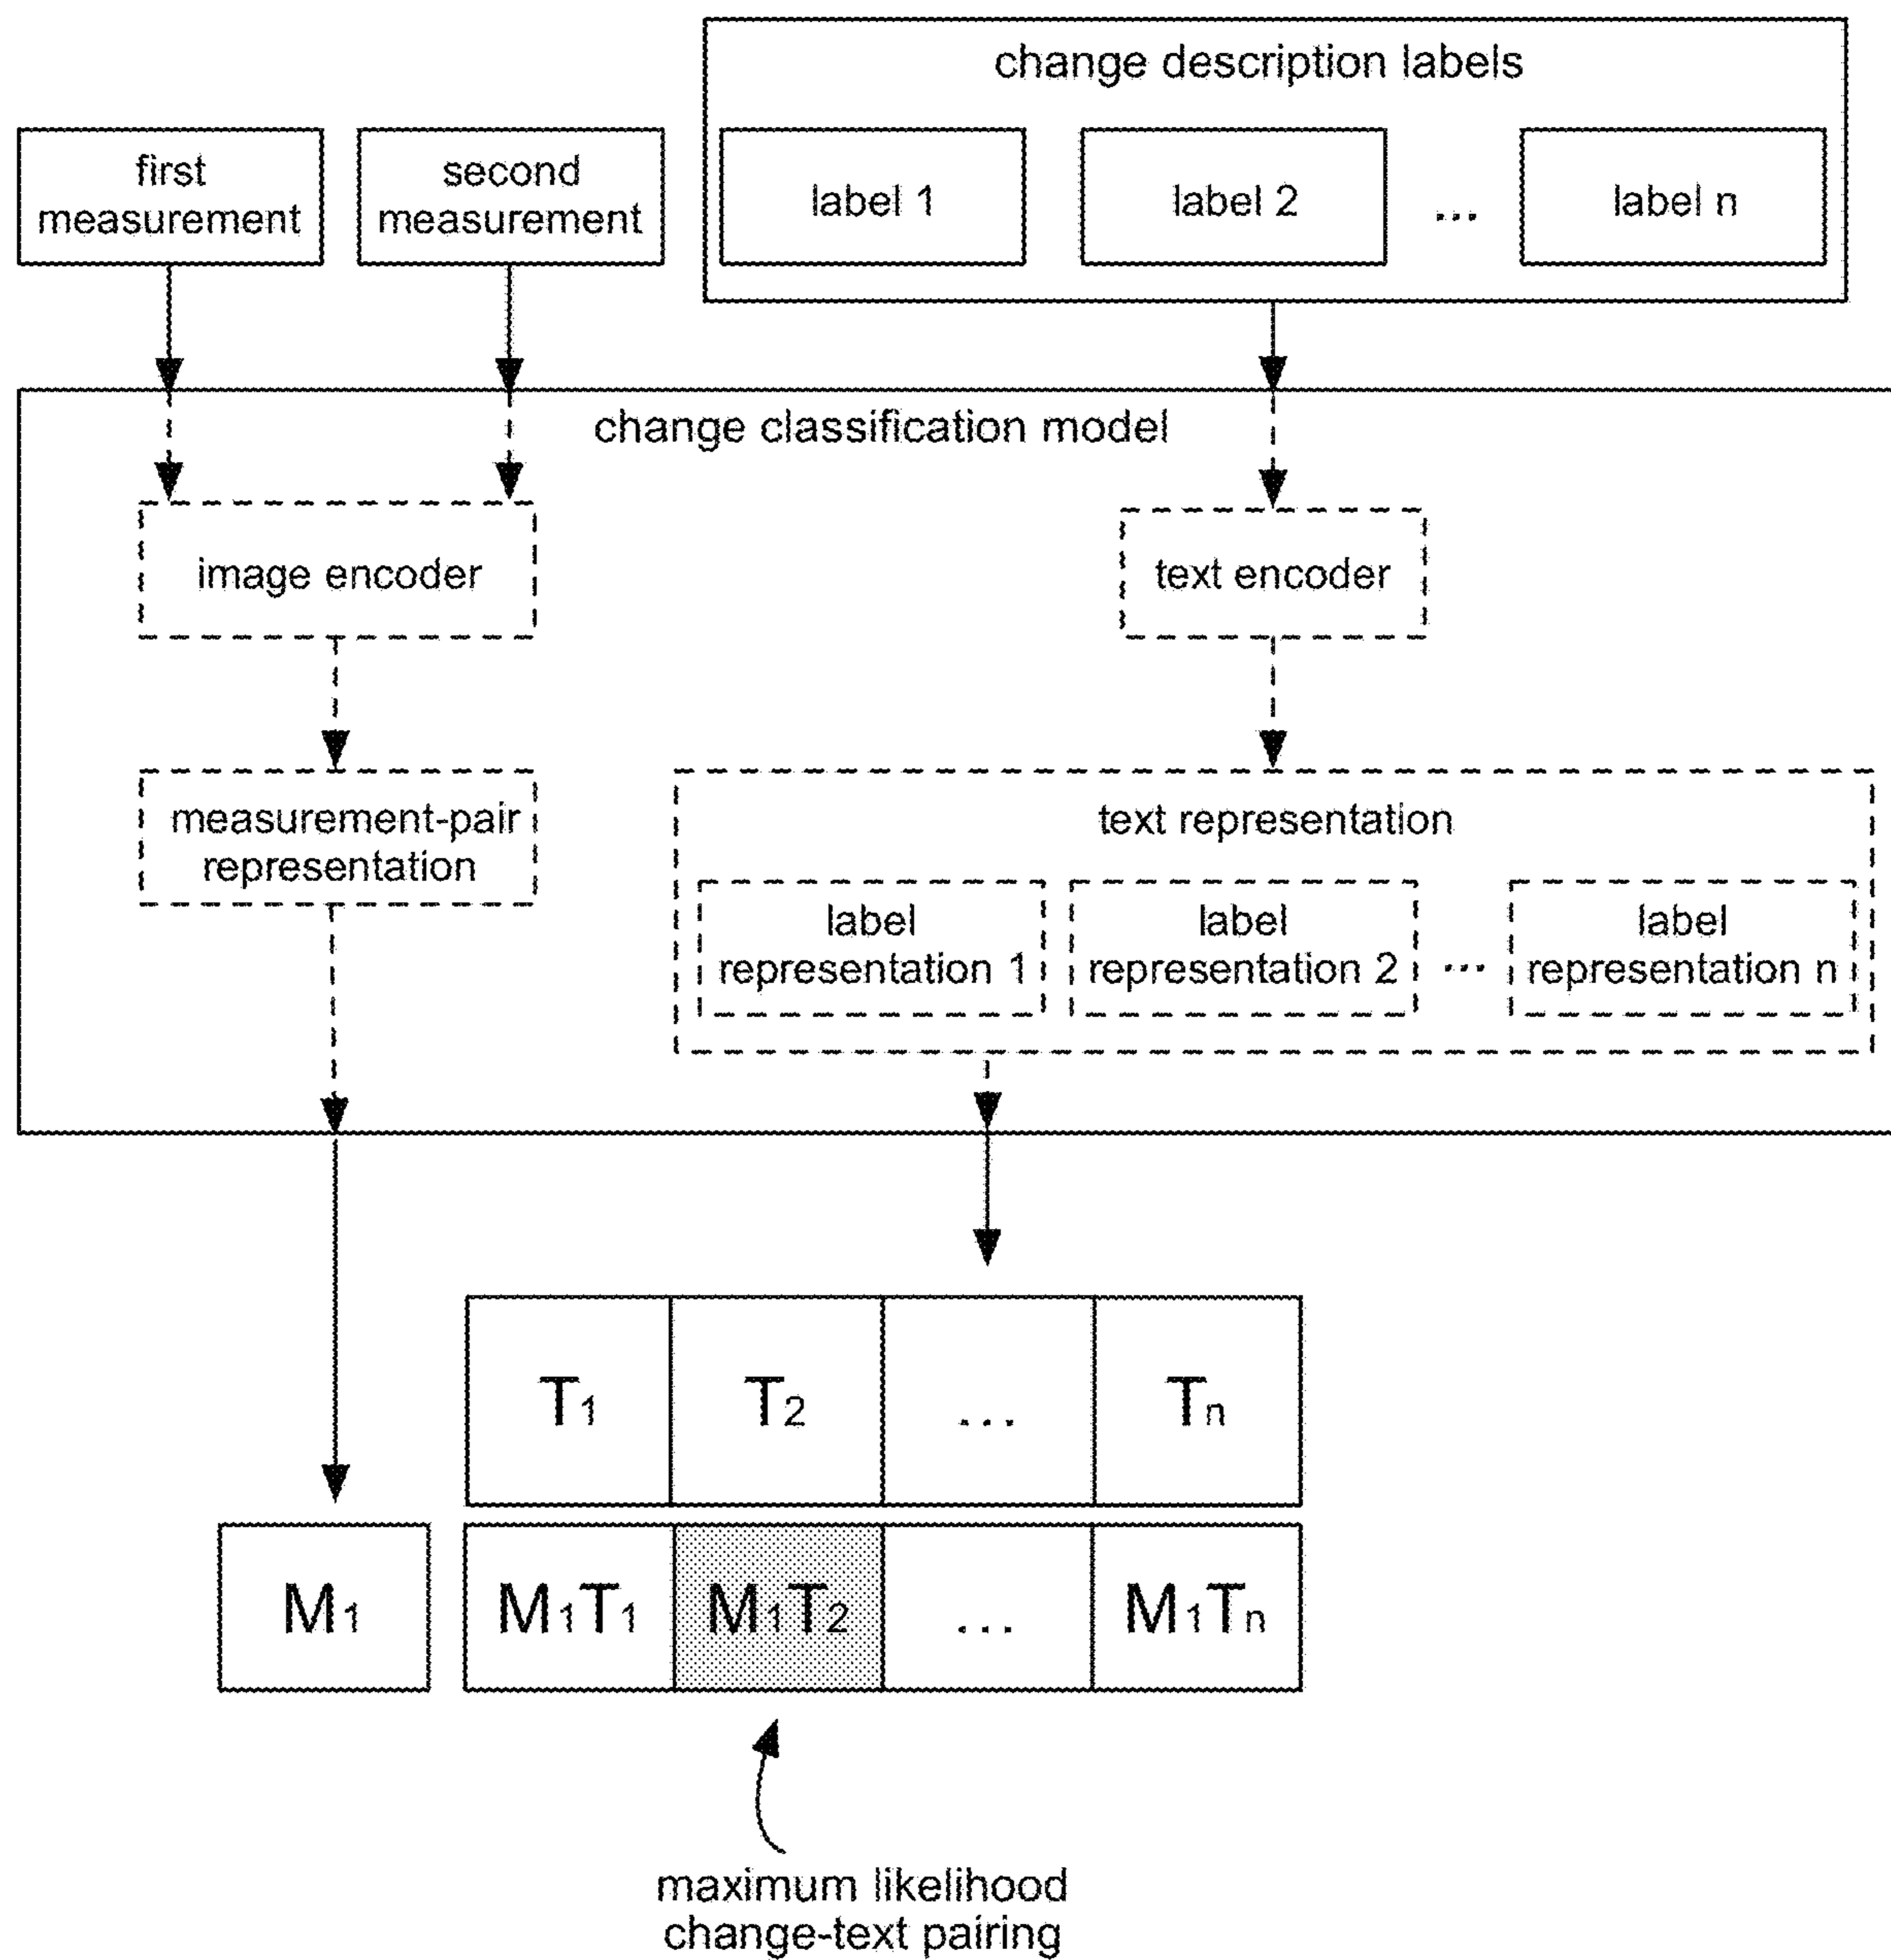 change description labels
first
measurement
second
measurement
label 1
label 2
...
label n
change classification model
image encoder
text encoder
measurement-pair
representation
text representation
label
representation 1
label
representation 2
...
label
representation n
T1
T2
...
Tn
M1
M1T1
M1T2
...
M1Tn
maximum likelihood
change-text pairing